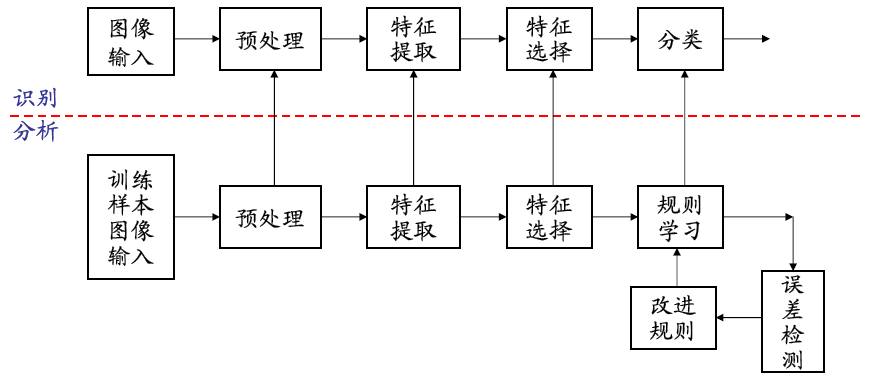 图像
输入
预处理
特征
提取
特征
选择
分类
识别
分析
训练
样本
图像
输入
预处理
特征
提取
特征
选择
规则
学习
改进
规则
误
差
检
测